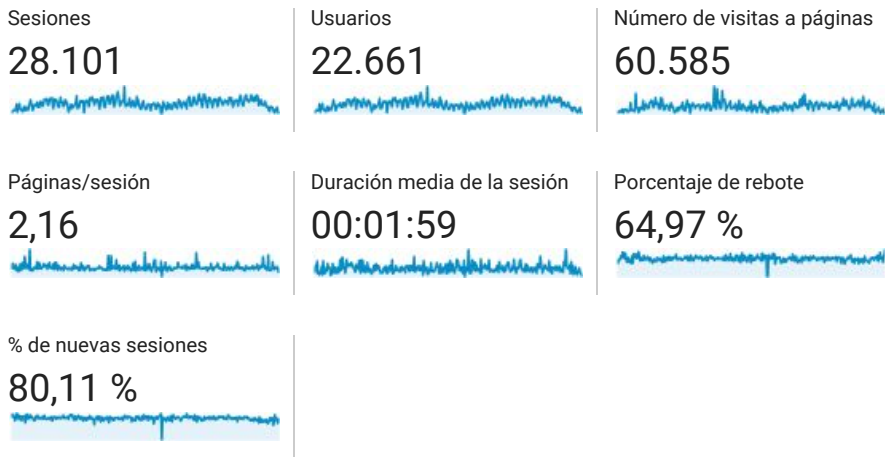 Sesiones
28.101
Usuarios
22.661
Número de visitas a páginas
60.585
Páginas/sesión
2,16
Duración media de la sesión
00:01:59
Porcentaje de rebote
64,97 %
% de nuevas sesiones
80,11 %